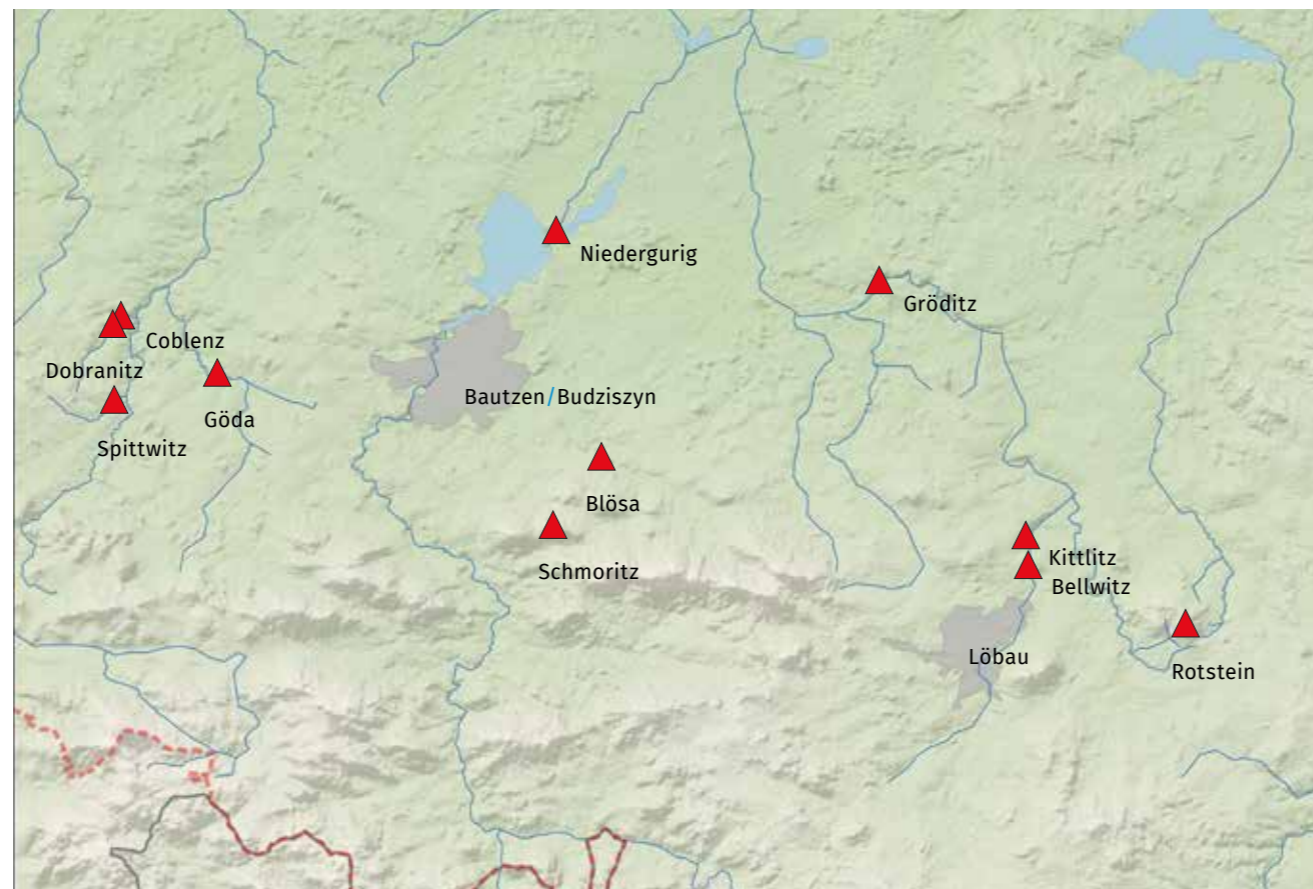 Niedergurig
Gröditz
Coblenz
Dobranitz
Göda
Bautzen/Budziszyn
Spittwitz
Blösa
Schmoritz
Kittlitz
Bellwitz
Löbau
Rotstein